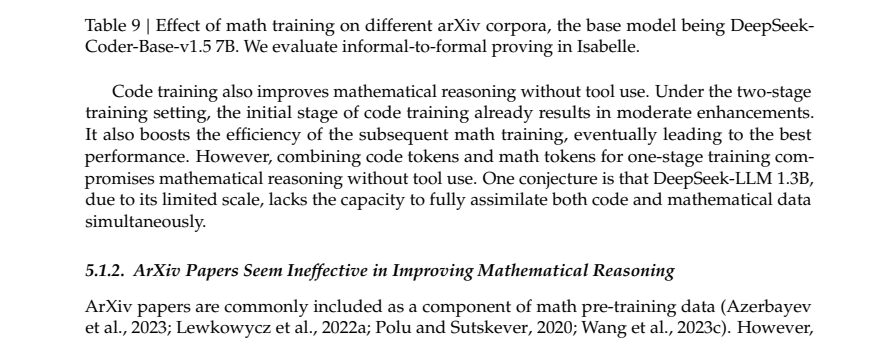 Table 9 | Effect of math training on different arXiv corpora, the base model being DeepSeek-
Coder-Base-v1.5 7B. We evaluate informal-to-formal proving in Isabelle.
Code training also improves mathematical reasoning without tool use. Under the two-stage
training setting, the initial stage of code training already results in moderate enhancements.
It also boosts the efficiency of the subsequent math training, eventually leading to the best
performance. However, combining code tokens and math tokens for one-stage training com-
promises mathematical reasoning without tool use. One conjecture is that DeepSeek-LLM 1.3B,
due to its limited scale, lacks the capacity to fully assimilate both code and mathematical data
simultaneously.
5.1.2. ArXiv Papers Seem Ineffective in Improving Mathematical Reasoning
ArXiv papers are commonly included as a component of math pre-training data (Azerbayev
et al., 2023; Lewkowycz et al., 2022a; Polu and Sutskever, 2020; Wang et al., 2023c). However,